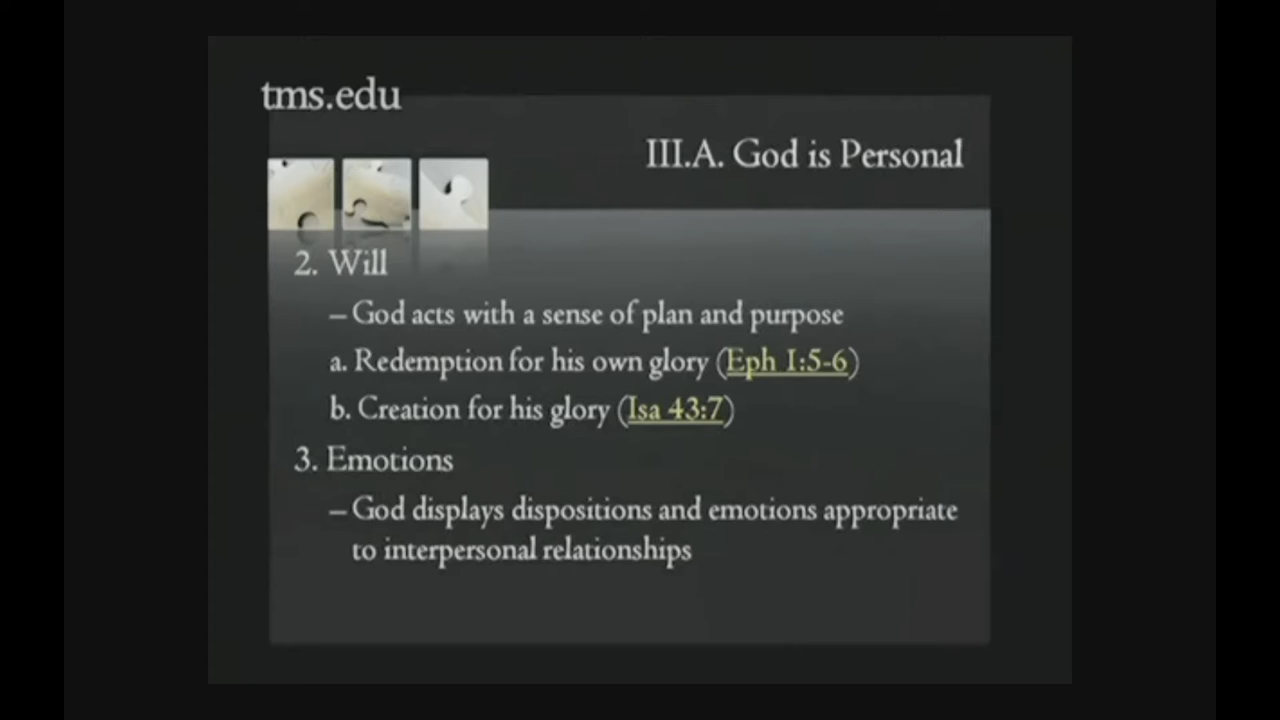 tms.edu
III.A. God is Personal
2. Will
– God acts with a sense of plan and purpose
a. Redemption for his own glory (Eph 1:5-6)
b. Creation for his glory (Isa 43:7)
3. Emotions
– God displays dispositions and emotions appropriate
to interpersonal relationships